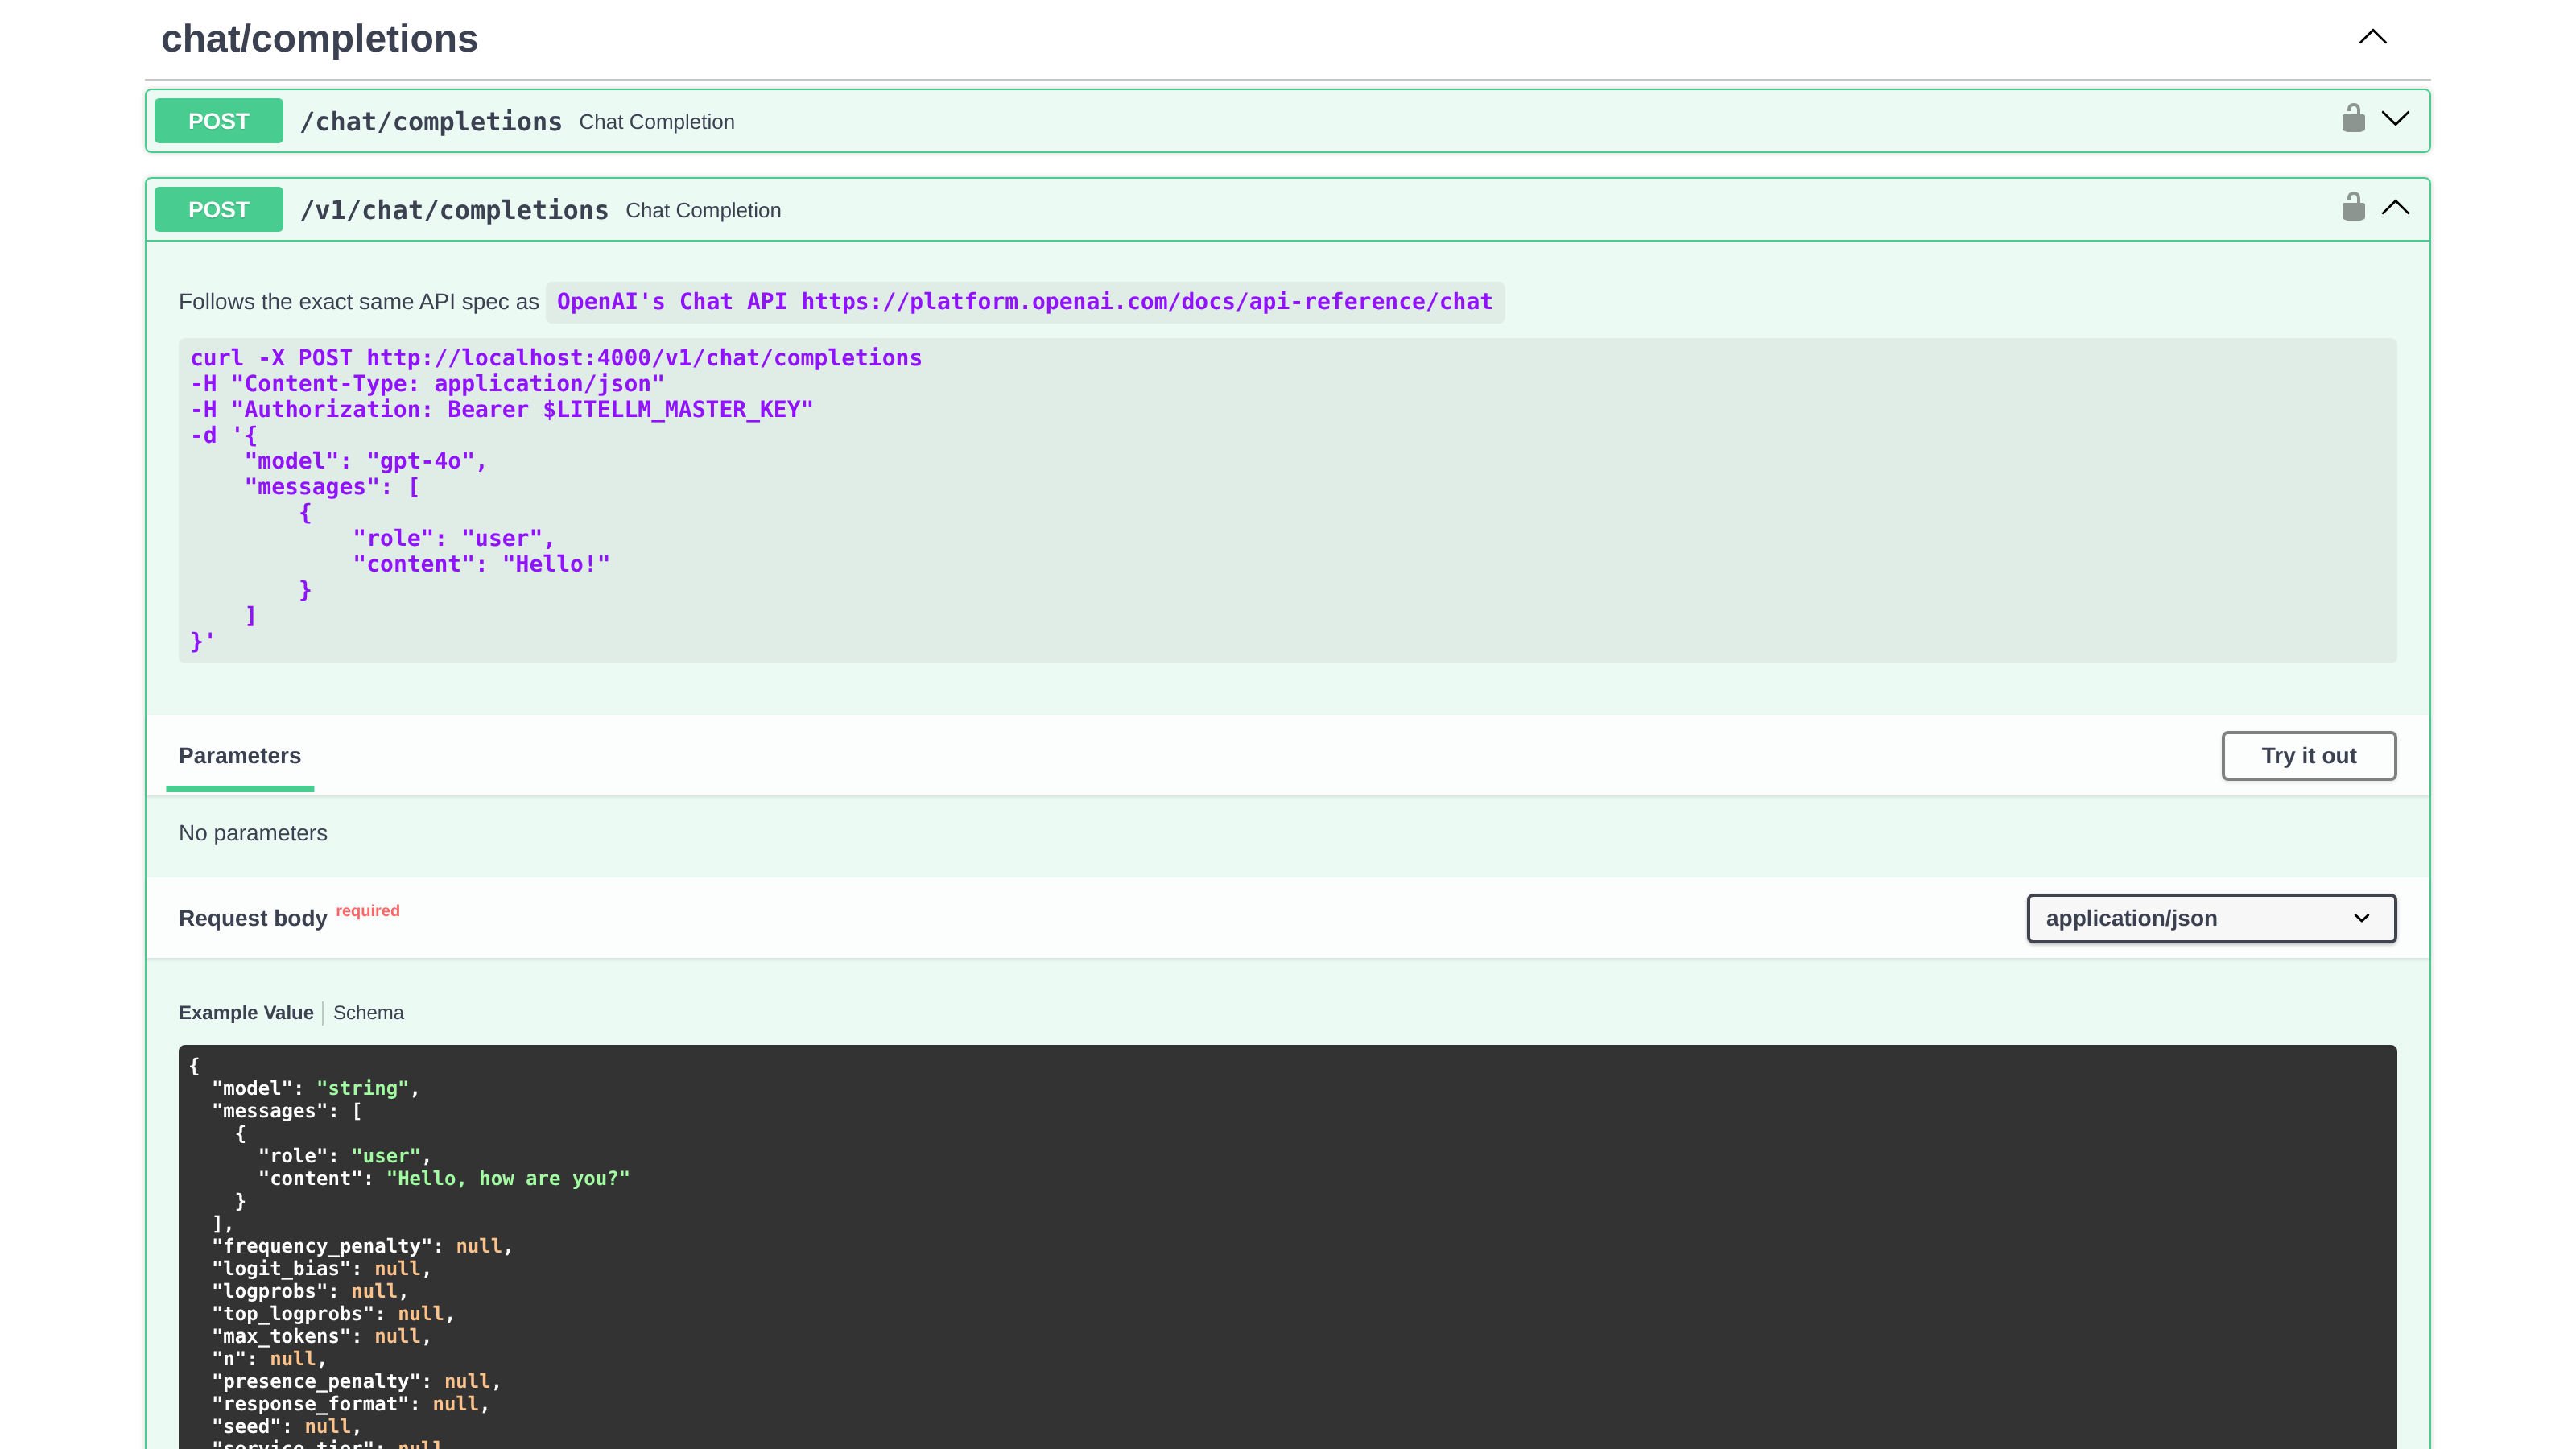 chat/completions
POST /chat/completions Chat Completion
POST /v1/chat/completions Chat Completion
Follows the exact same API spec as OpenAI's Chat API https://platform.openai.com/docs/api-reference/chat
curl -X POST http://localhost:4000/v1/chat/completions
-H "Content-Type: application/json"
-H "Authorization: Bearer $LITELLM_MASTER_KEY"
-d '{
    "model": "gpt-4o",
    "messages": [
        {
            "role": "user",
            "content": "Hello!"
        }
    ]
}'
Parameters
Try it out
No parameters
Request body required
application/json
Example Value Schema
{
  "model": "string",
  "messages": [
    {
      "role": "user",
      "content": "Hello, how are you?"
    }
  ],
  "frequency_penalty": null,
  "logit_bias": null,
  "logprobs": null,
  "top_logprobs": null,
  "max_tokens": null,
  "n": null,
  "presence_penalty": null,
  "response_format": null,
  "seed": null,
  "service_tier": null